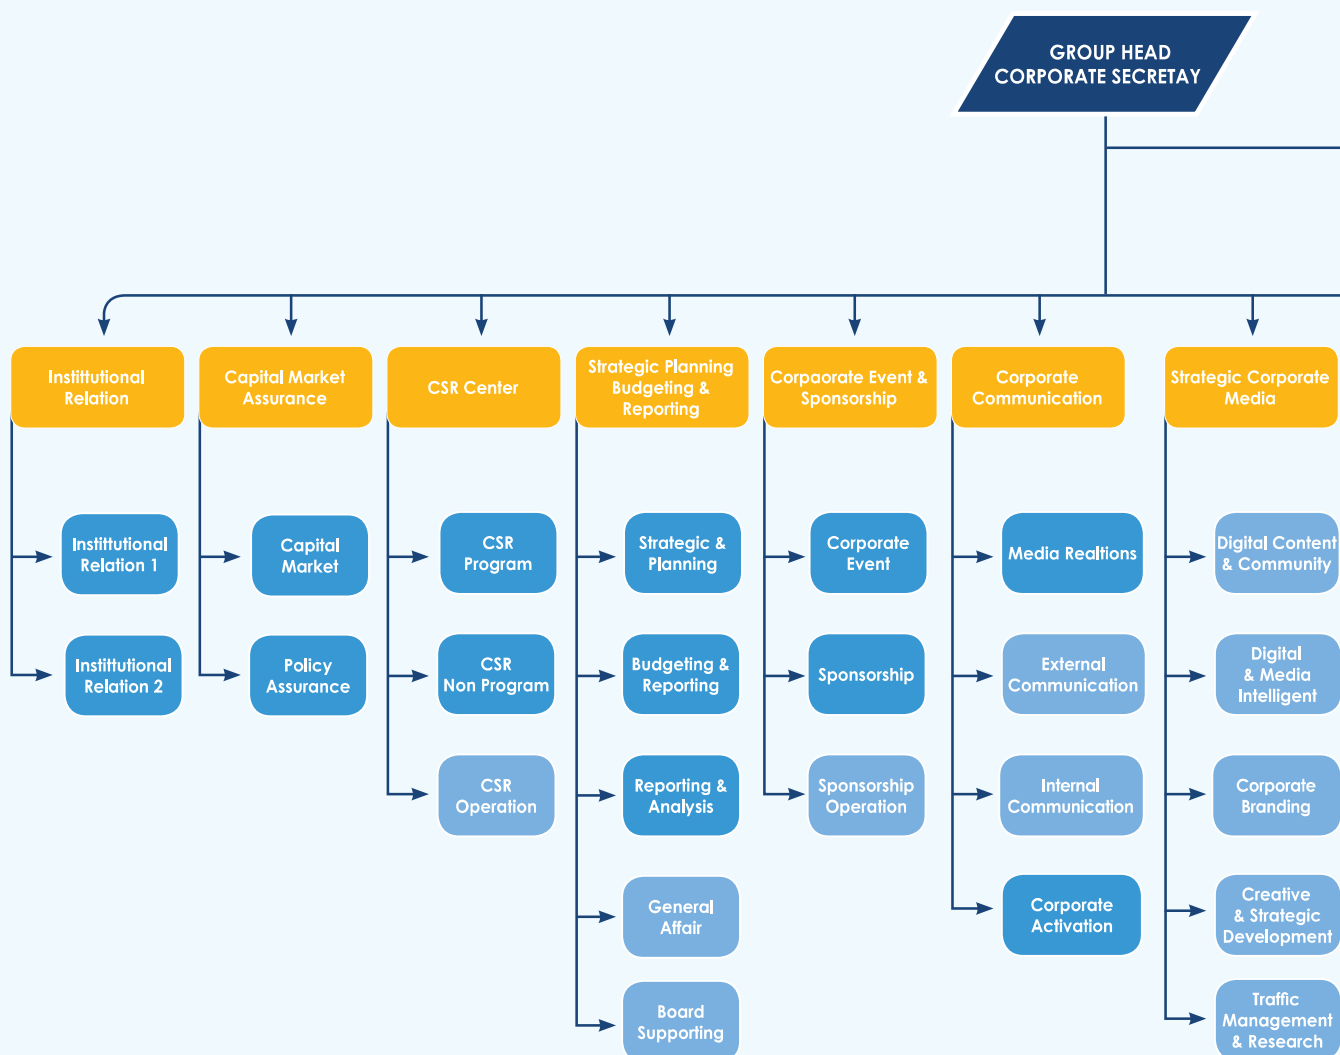 GROUP HEAD
CORPORATE SECRETAY
Instittutional
Relation
Capital Market
Assurance
CSR Center
Strategic Planning
Budgeting &
Reporting
Corpaorate Event &
Sponsorship
Corporate
Communication
Strategic Corporate
Media
Instittutional
Relation 1
Capital
Market
CSR
Program
Strategic &
Planning
Corporate
Event
Media Realtions
Digital Content
& Community
Institutional
Relation 2
Policy
Assurance
CSR
Non Program
Budgeting &
Reporting
Sponsorship
External
Communication
Digital
& Media
Intelligent
CSR
Operation
Reporting &
Analysis
Sponsorship
Operation
Internal
Communication
Corporate
Branding
General
Affair
Corporate
Activation
Creative
& Strategic
Development
Board
Supporting
Traffic
Management
& Research